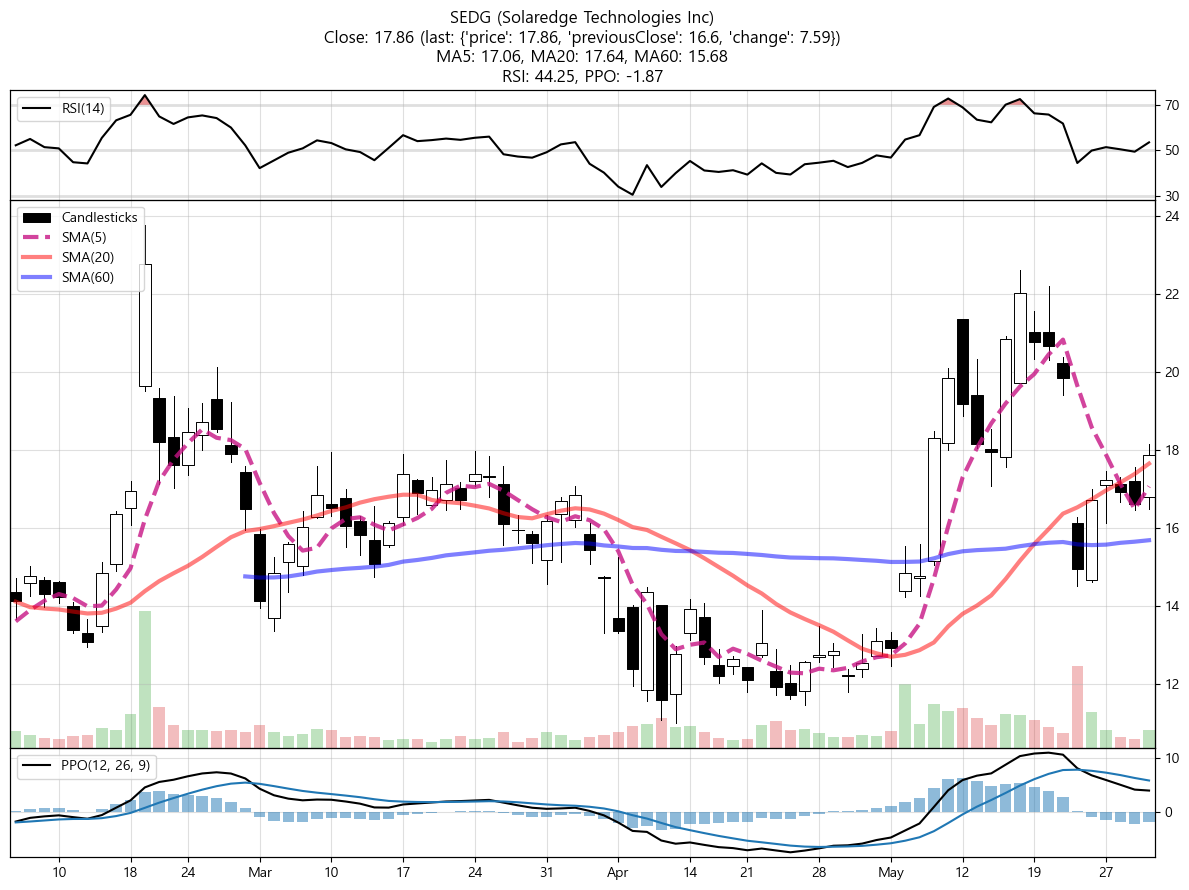 SEDG (Solaredge Technologies Inc)
Close: 17.86 (last: {'price': 17.86, 'previousClose': 16.6, 'change': 7.59})
MA5: 17.06, MA20: 17.64, MA60: 15.68
RSI: 44.25, PPO: -1.87
RSI(14)
70
50
30
Candlesticks
SMA(5)
SMA(20)
SMA(60)
24
22
20
18
16
14
12
PPO(12, 26, 9)
10
0
10 18 24 Mar 10 17 24 31 Apr 14 21 28 May 12 19 27